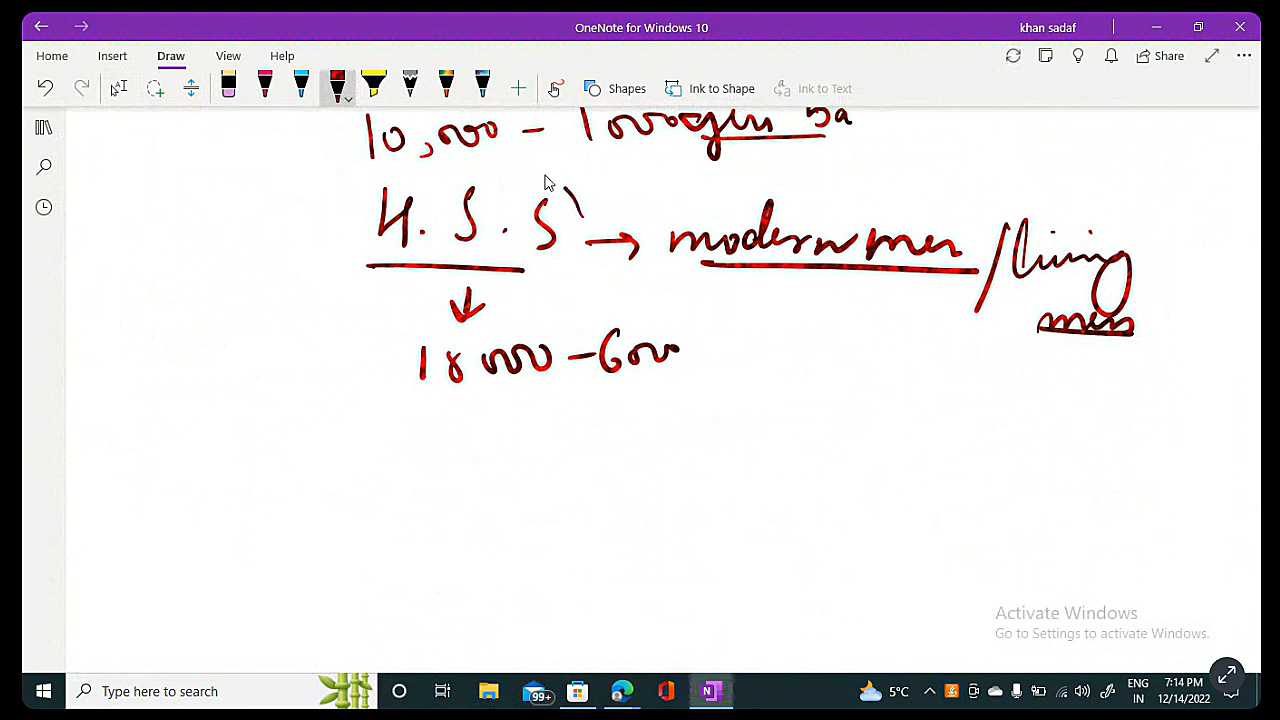 OneNote for Windows 10
khan sadaf
Home Insert Draw View Help
Share
Shapes
Ink to Shape
Ink to Text
10,000 -
H. S. S → modern men / living
men
18000 - 6000
Activate Windows
Go to Settings to activate Windows.
Type here to search
99+
5°C
ENG
IN
7:14 PM
12/14/2022